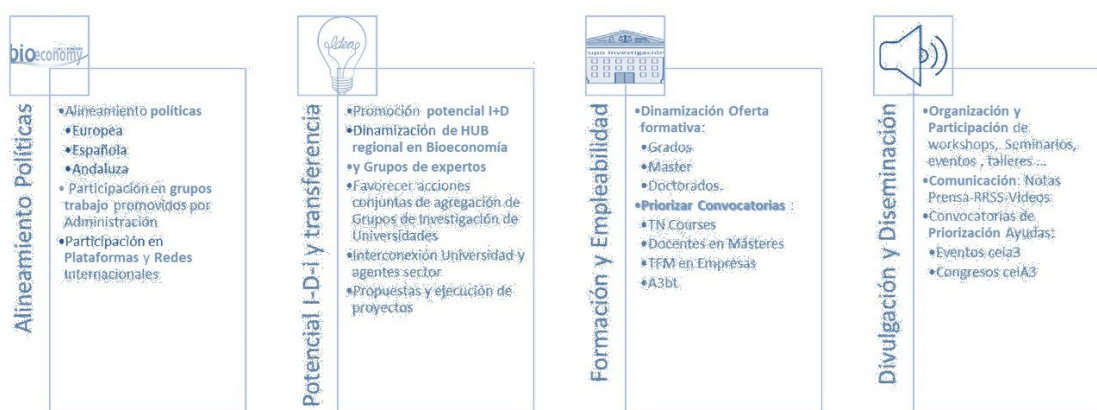 bioeconomy
Alineamiento Políticas
•Alineamiento políticas
•Europea
•Española
•Andaluza
• Participación en grupos
trabajo promovidos por
Administración
•Participación en
Plataformas y Redes
Internacionales
Idea
Potencial I-D-i y transferencia
•Promoción potencial I+D
•Dinamización de HUB
regional en Bioeconomía
•y Grupos de expertos
•Favorecer acciones
conjuntas de agregación de
Grupos de Investigación de
Universidades
•Interconexión Universidad y
agentes sector
•Propuestas y ejecución de
proyectos
upo Investigación
Formación y Empleabilidad
•Dinamización Oferta
formativa:
•Grados
•Master
•Doctorados..
•Priorizar Convocatorias :
•TN Courses
•Docentes en Másteres
•TFM en Empresas
•A3bt
Divulgación y Diseminación
•Organización y
Participación de
workshops, Seminarios,
eventos , talleres ...
•Comunicación: Notas
Prensa-RRSS-Videos
•Convocatorias de
Priorización Ayudas:
•Eventos ceia3
•Congresos ceiA3